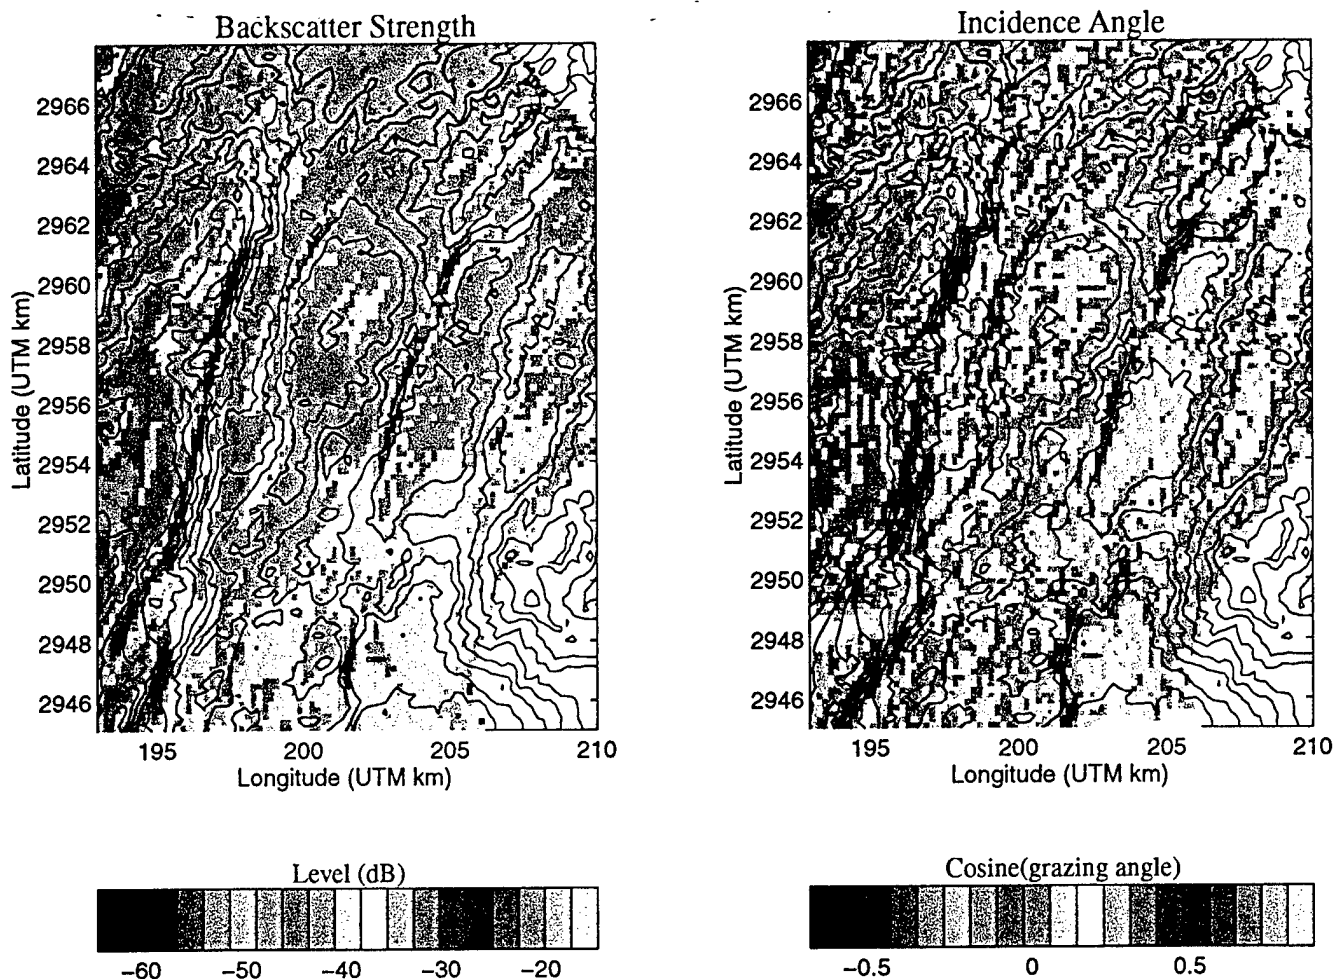 Backscatter Strength
2966
2964
2962
2960
2958
2956
2954
2952
2950
2948
2946
Latitude (UTM km)
195 200 205 210
Longitude (UTM km)
Level (dB)
−60 −50 −40 −30 −20
Incidence Angle
2966
2964
2962
2960
2958
2956
2954
2952
2950
2948
2946
Latitude (UTM km)
195 200 205 210
Longitude (UTM km)
Cosine(grazing angle)
−0.5 0 0.5